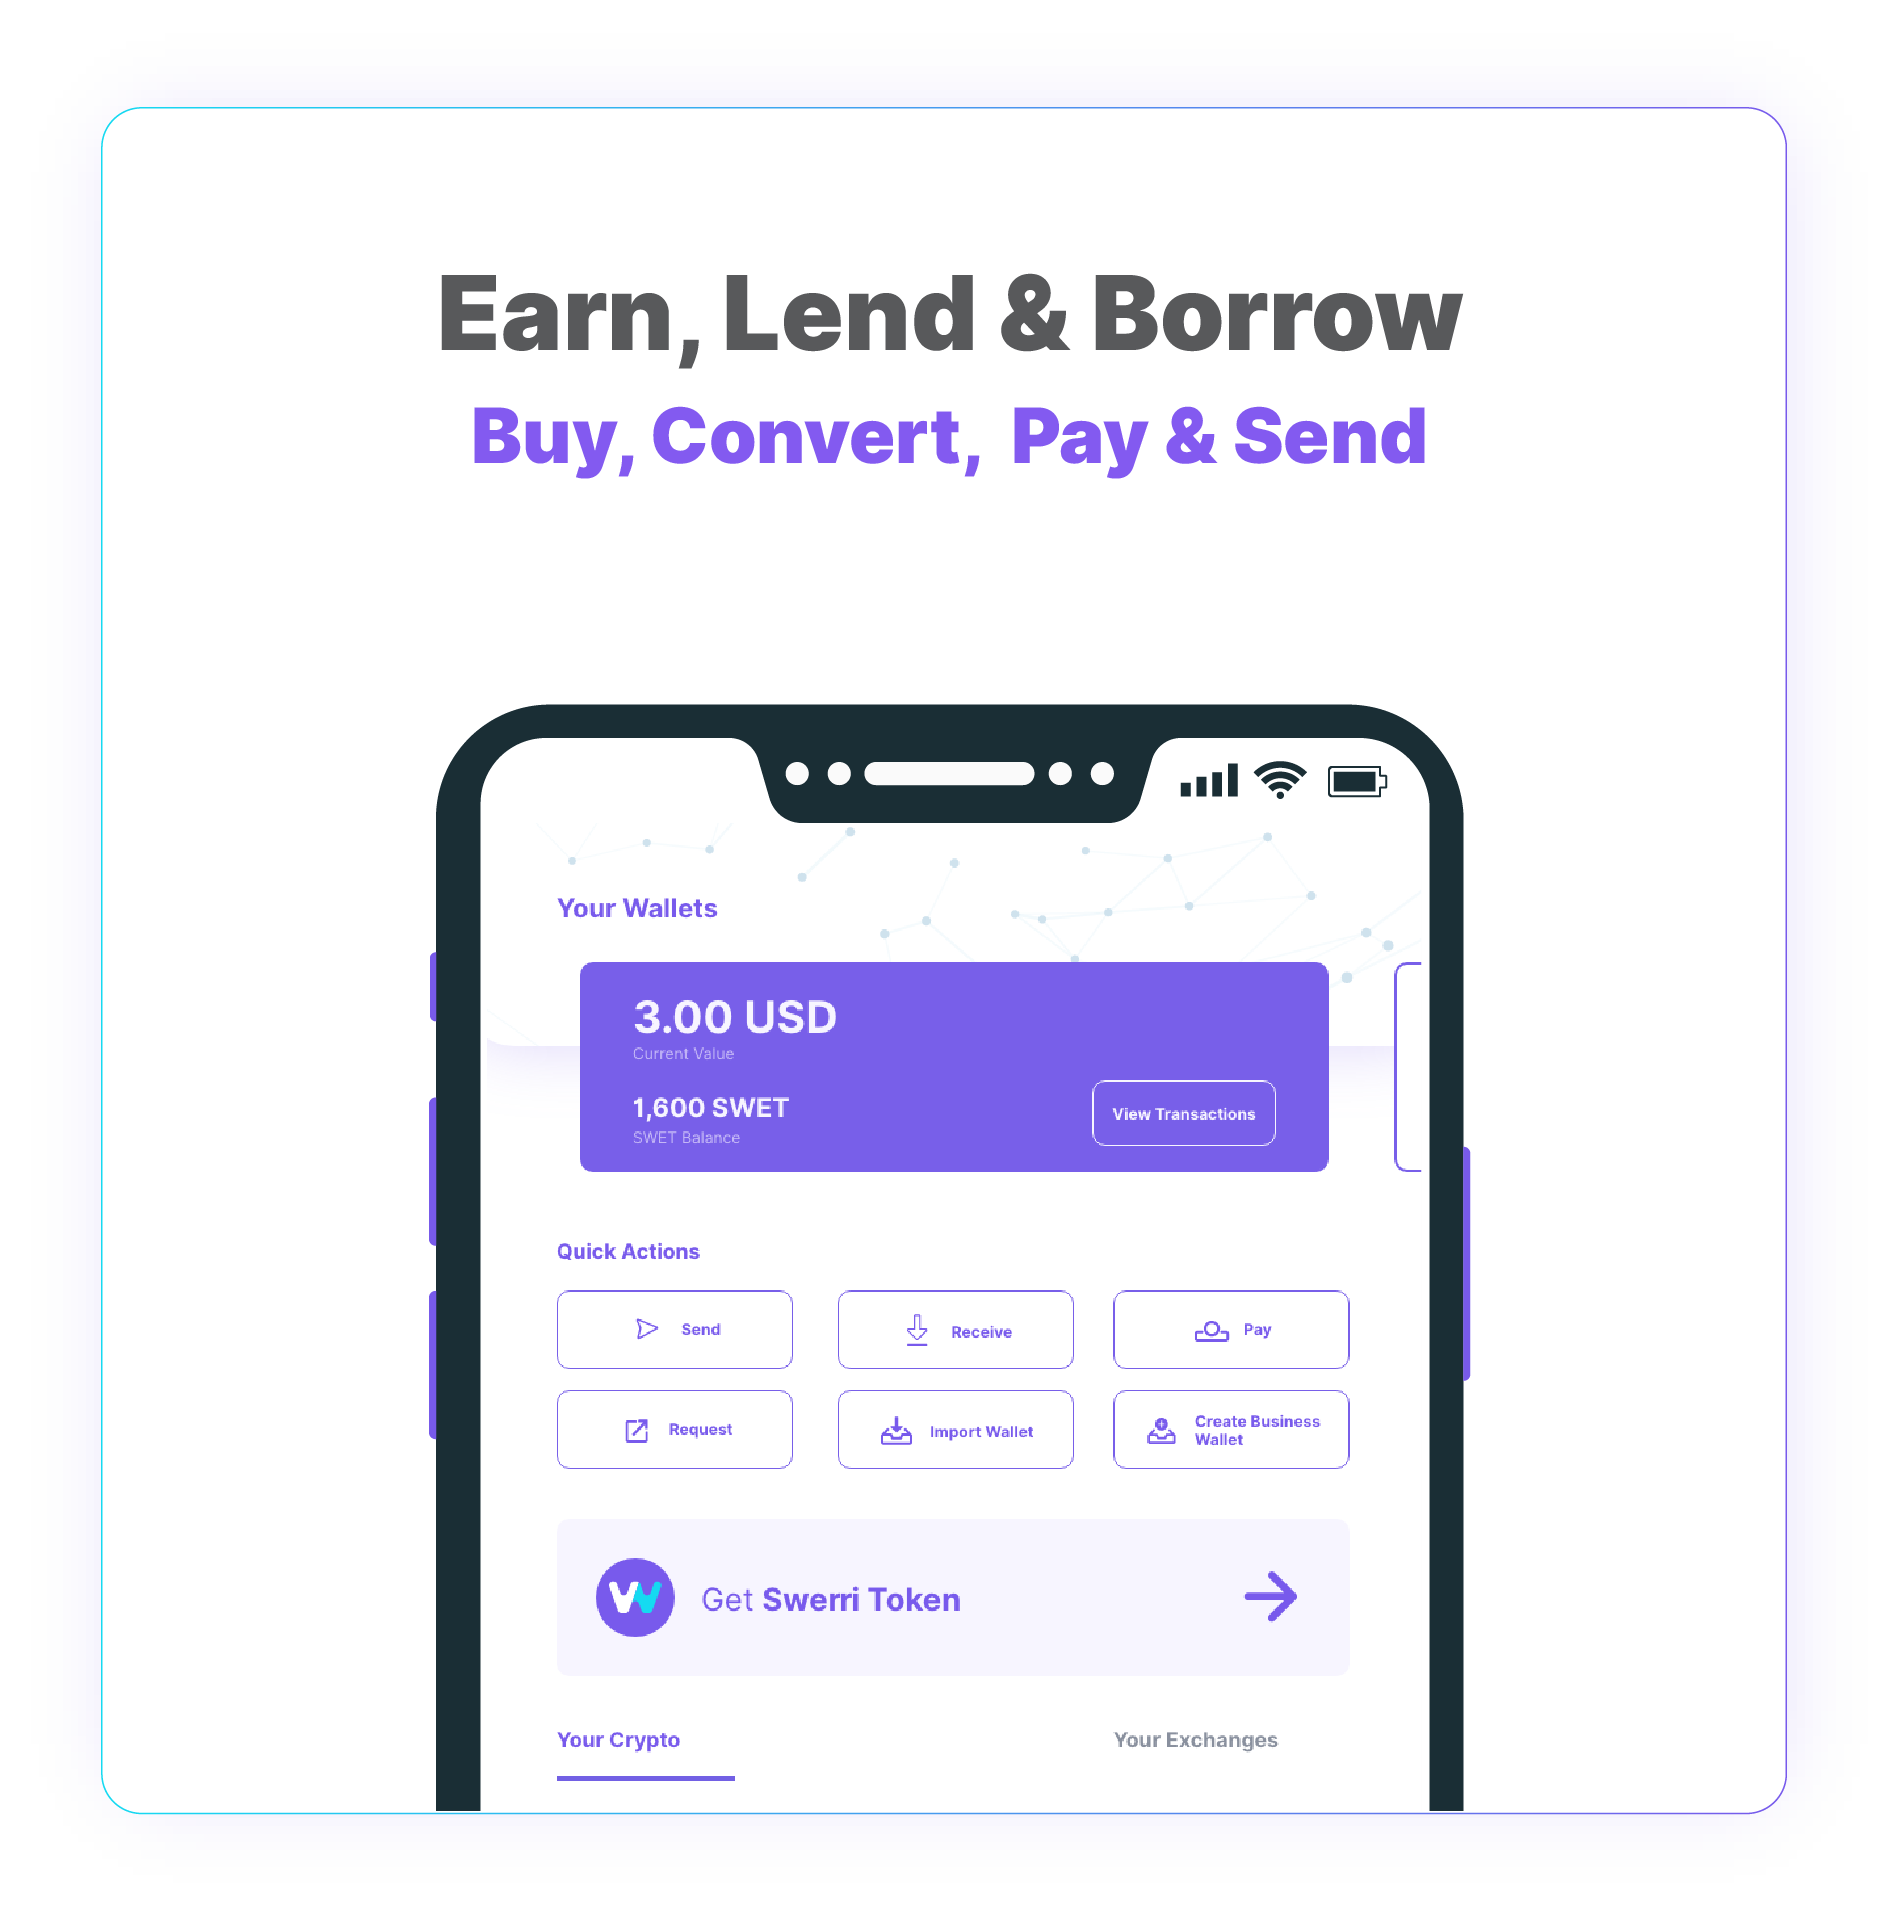 Earn, Lend & Borrow
Buy, Convert, Pay & Send
Your Wallets
3.00 USD
Current Value
1,600 SWET
SWET Balance
View Transactions
Quick Actions
Send
Receive
Pay
Request
Import Wallet
Create Business
Wallet
Get Swerri Token
Your Crypto
Your Exchanges